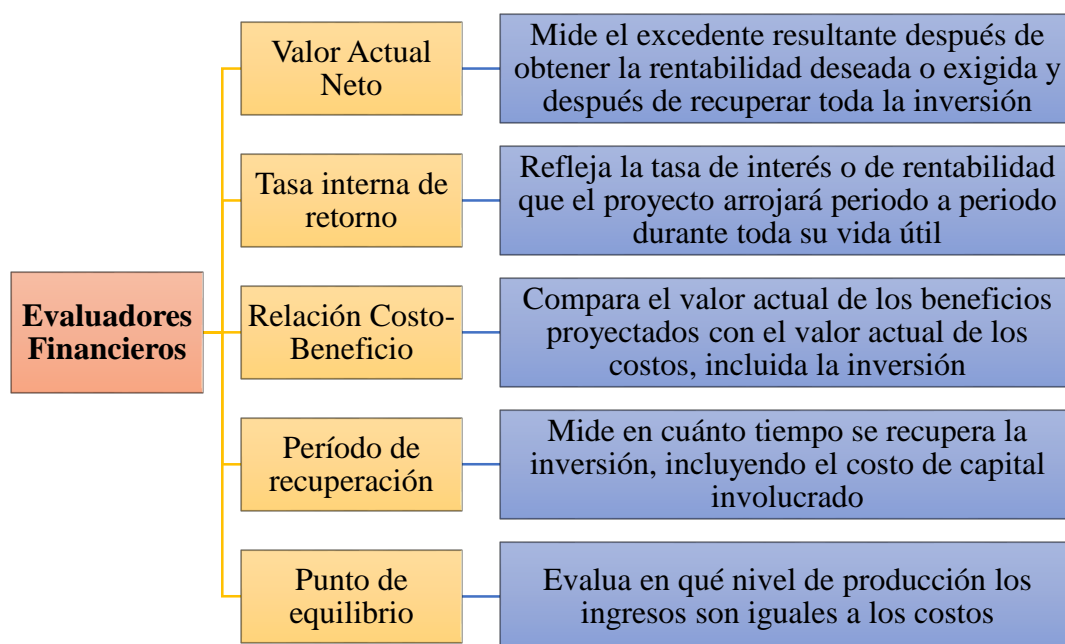 Evaluadores
Financieros
Valor Actual
Neto
Mide el excedente resultante después de
obtener la rentabilidad deseada o exigida y
después de recuperar toda la inversión
Tasa interna de
retorno
Refleja la tasa de interés o de rentabilidad
que el proyecto arrojará periodo a periodo
durante toda su vida útil
Relación Costo-
Beneficio
Compara el valor actual de los beneficios
proyectados con el valor actual de los
costos, incluida la inversión
Período de
recuperación
Mide en cuánto tiempo se recupera la
inversión, incluyendo el costo de capital
involucrado
Punto de
equilibrio
Evalua en qué nivel de producción los
ingresos son iguales a los costos